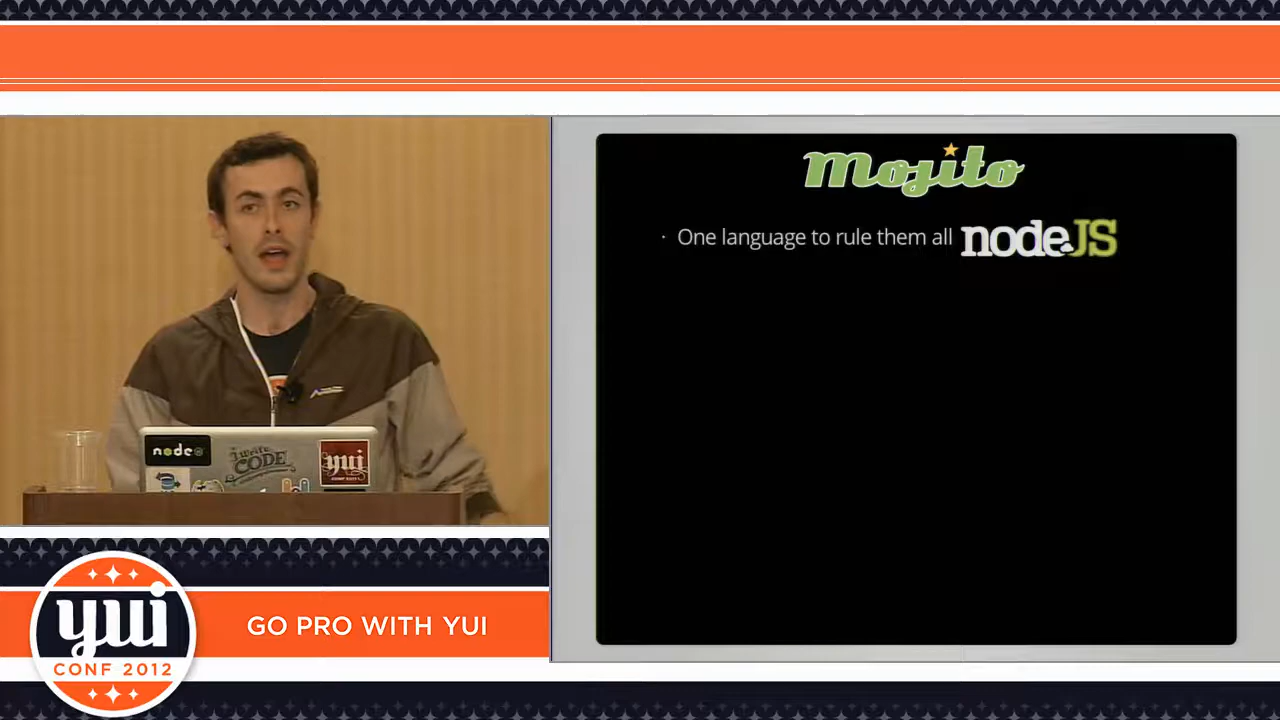 mojito
· One language to rule them all nodeJS
node
i write
CODE
yui
yui
CONF 2012
GO PRO WITH YUI